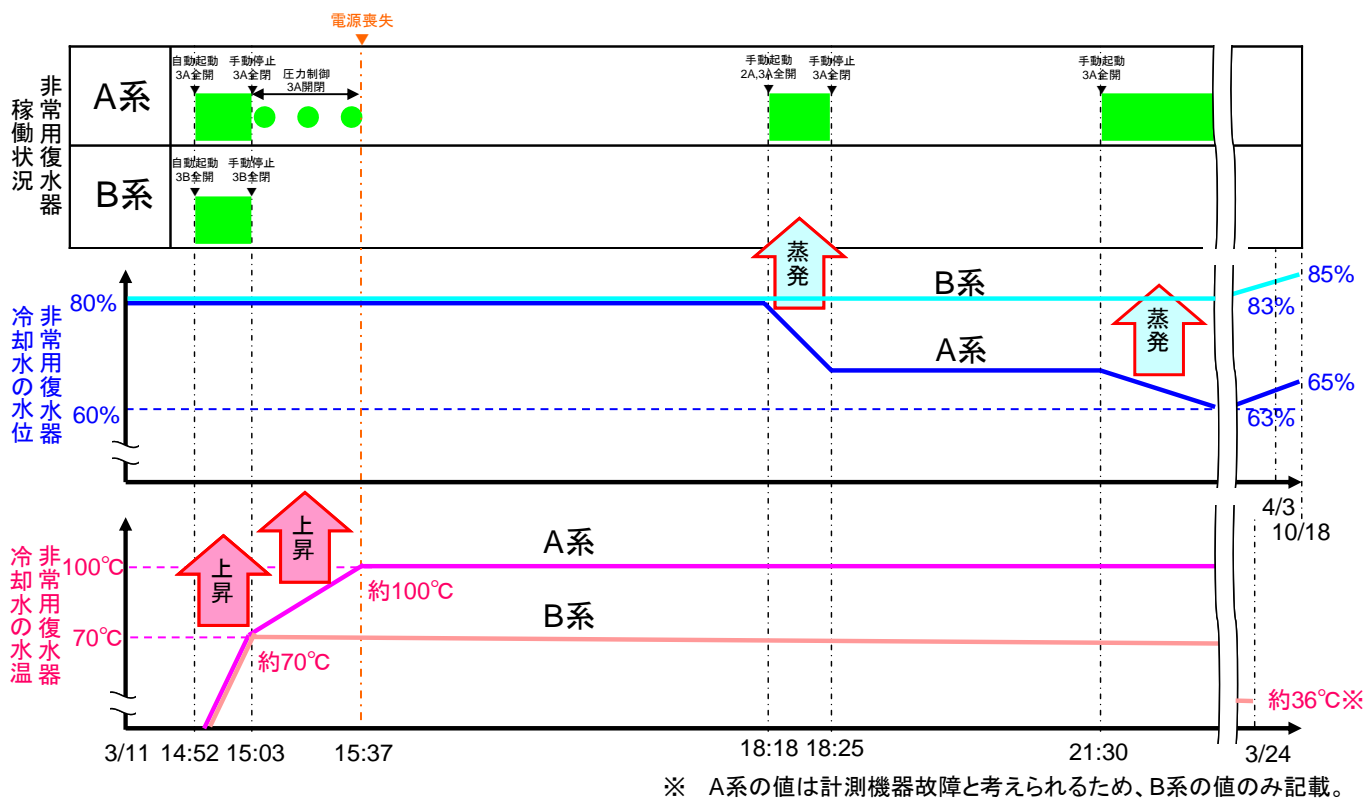 電源喪失
非常用復水器
稼働状況
A系
自動起動
3A全開
手動停止
3A全閉
圧力制御
3A開閉
手動起動
2A,3A全開
手動停止
3A全閉
手動起動
3A全開
B系
自動起動
3B全開
手動停止
3B全閉
非常用復水器
冷却水の水位
80%
60%
蒸発
B系
A系
蒸発
85%
83%
65%
63%
4/3
10/18
非常用復水器
冷却水の水温
100℃
70℃
上昇
上昇
A系
約100℃
B系
約70℃
約36℃※
3/11 14:52 15:03 15:37 18:18 18:25 21:30 3/24
※ A系の値は計測機器故障と考えられるため、B系の値のみ記載。